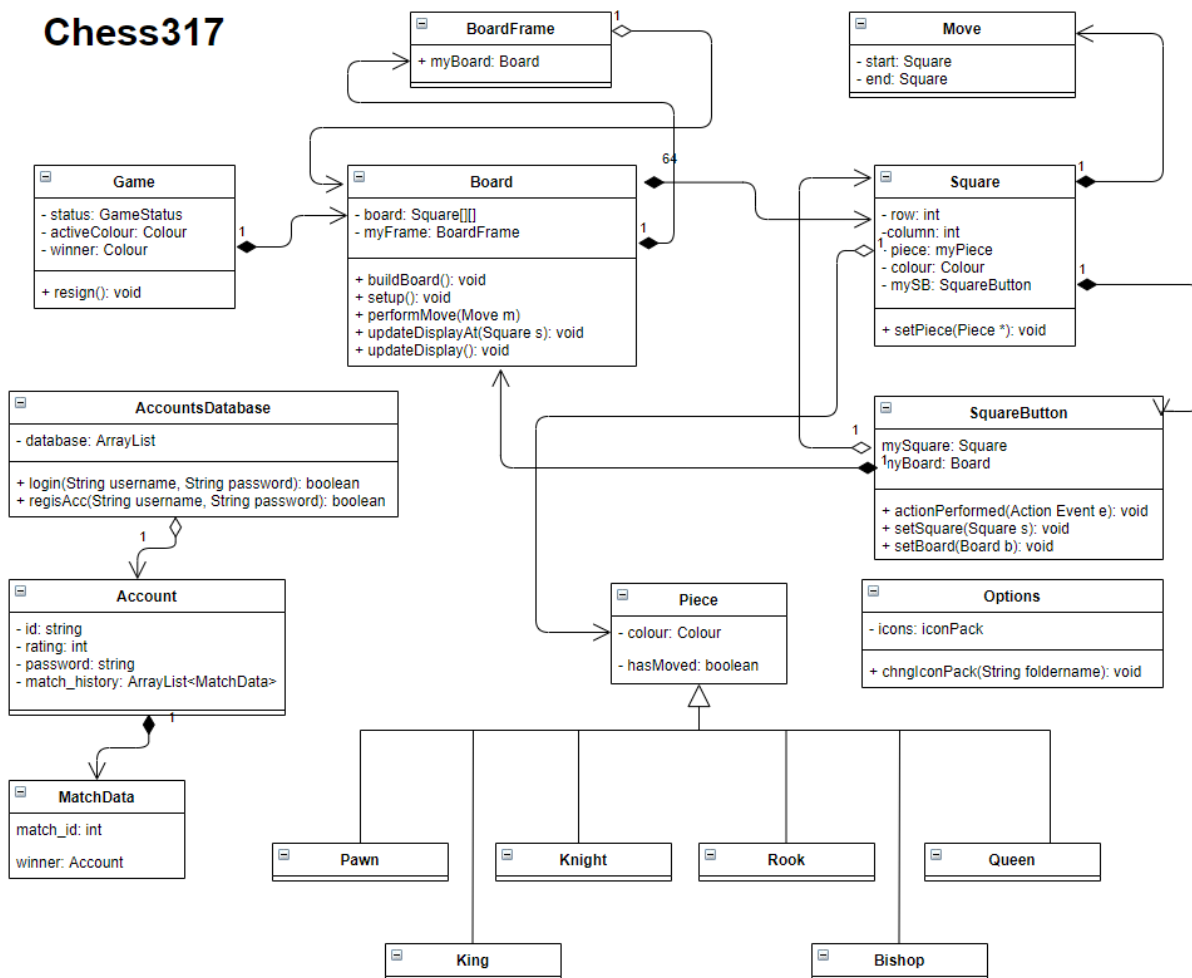 Chess317
BoardFrame
+ myBoard: Board
1
Move
- start: Square
- end: Square
Game
- status: GameStatus
- activeColour: Colour
- winner: Colour
+ resign(): void
1
Board
- board: Square[][]
- myFrame: BoardFrame
+ buildBoard(): void
+ setup(): void
+ performMove(Move m)
+ updateDisplayAt(Square s): void
+ updateDisplay(): void
64
1
Square
- row: int
-column: int
- piece: myPiece
- colour: Colour
- mySB: SquareButton
+ setPiece(Piece *): void
1
1
1
AccountsDatabase
- database: ArrayList
+ login(String username, String password): boolean
+ regisAcc(String username, String password): boolean
1
SquareButton
mySquare: Square
myBoard: Board
+ actionPerformed(Action Event e): void
+ setSquare(Square s): void
+ setBoard(Board b): void
1
1
Account
- id: string
- rating: int
- password: string
- match_history: ArrayList<MatchData>
1
Piece
- colour: Colour
- hasMoved: boolean
Options
- icons: iconPack
+ chngIconPack(String foldername): void
MatchData
match_id: int
winner: Account
Pawn
Knight
Rook
Queen
King
Bishop